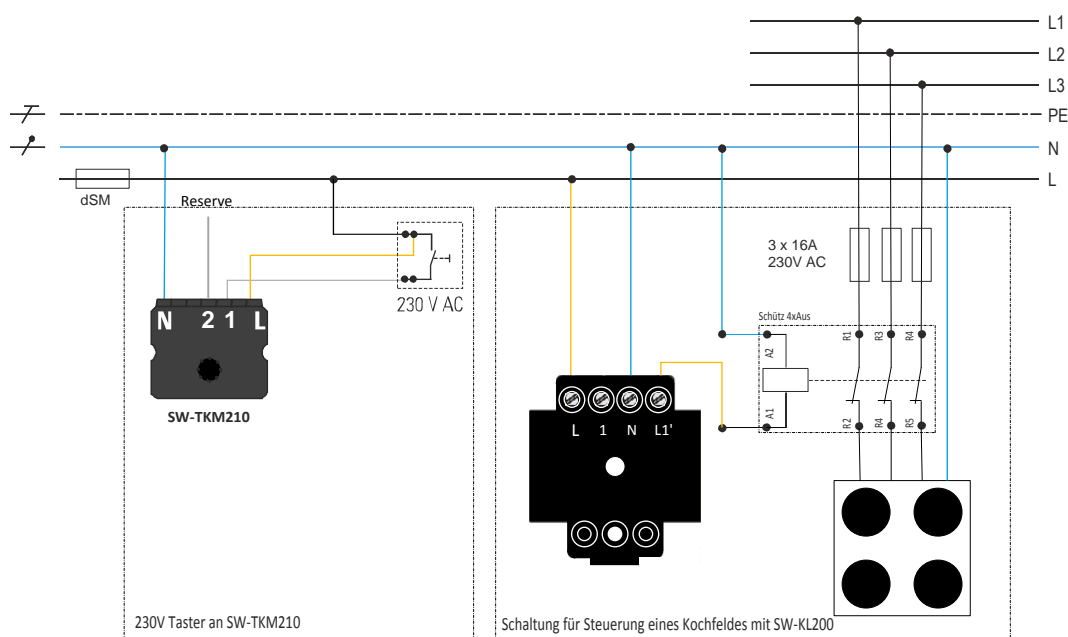 L1
L2
L3
PE
N
L
dSM
Reserve
3 x 16A
230V AC
230 V AC
N 2 1 L
SW-TKM210
Schütz 4xAus
A2
A1
R1
R3
R4
R2
R4
R5
L 1 N L1'
230V Taster an SW-TKM210
Schaltung für Steuerung eines Kochfeldes mit SW-KL200